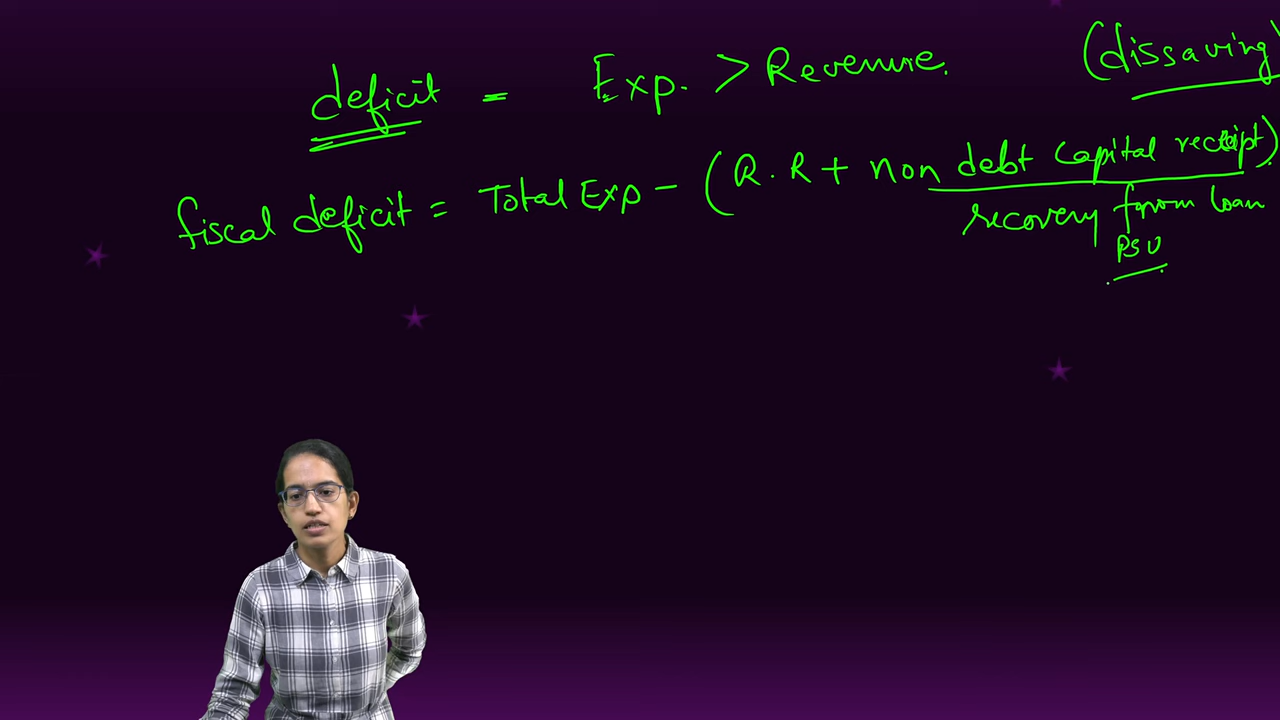 deficit = Exp. > Revenue. (dissaving)
fiscal deficit = Total Exp - (R.R + non debt capital receipt)
recovery from loan
PSU